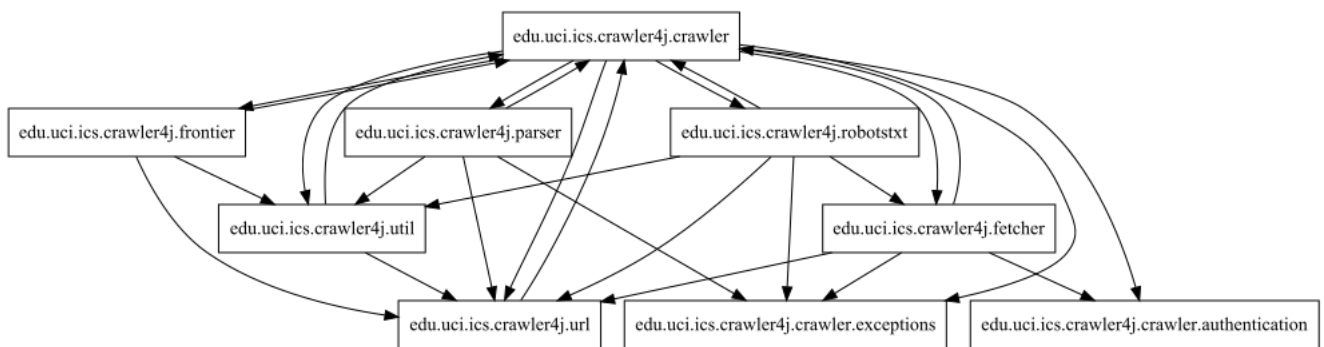 edu.uci.ics.crawler4j.crawler
edu.uci.ics.crawler4j.frontier
edu.uci.ics.crawler4j.parser
edu.uci.ics.crawler4j.robotstxt
edu.uci.ics.crawler4j.util
edu.uci.ics.crawler4j.fetcher
edu.uci.ics.crawler4j.url
edu.uci.ics.crawler4j.crawler.exceptions
edu.uci.ics.crawler4j.crawler.authentication